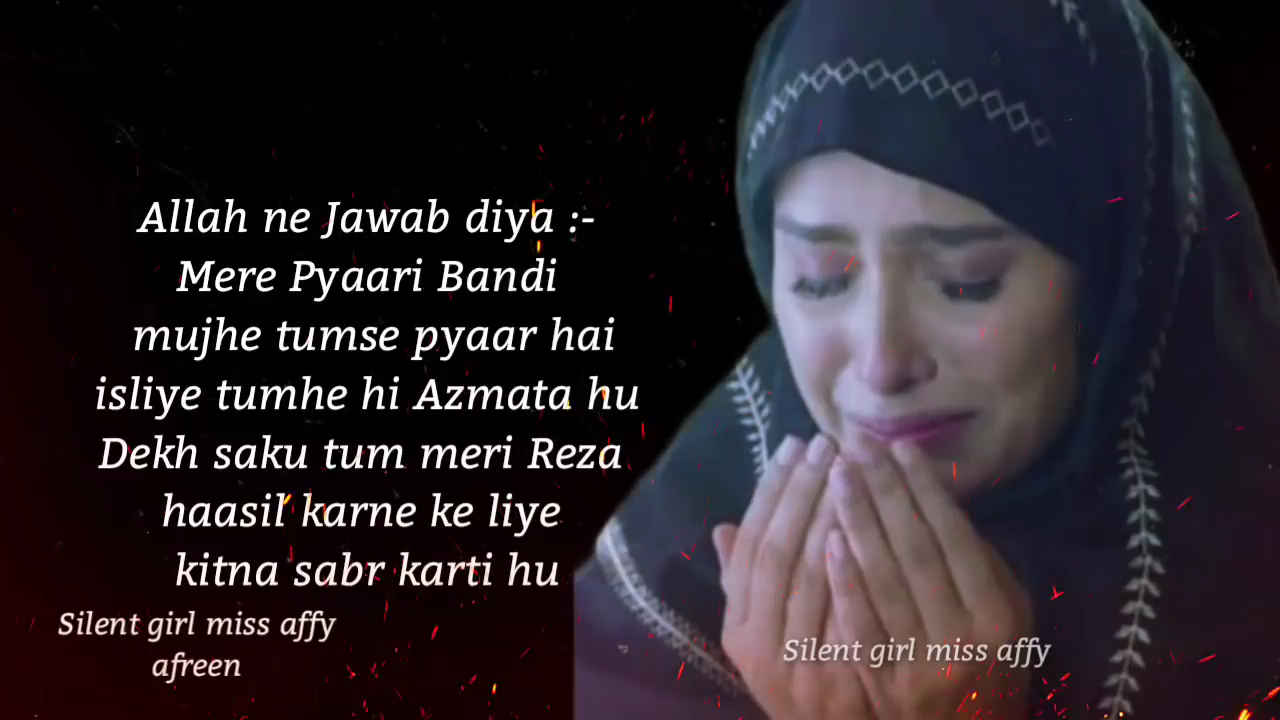 Allah ne Jawab diya :-
Mere Pyaari Bandi
mujhe tumse pyaar hai
isliye tumhe hi Azmata hu
Dekh saku tum meri Reza
haasil karne ke liye
kitna sabr karti hu
Silent girl miss affy
afreen
Silent girl miss affy